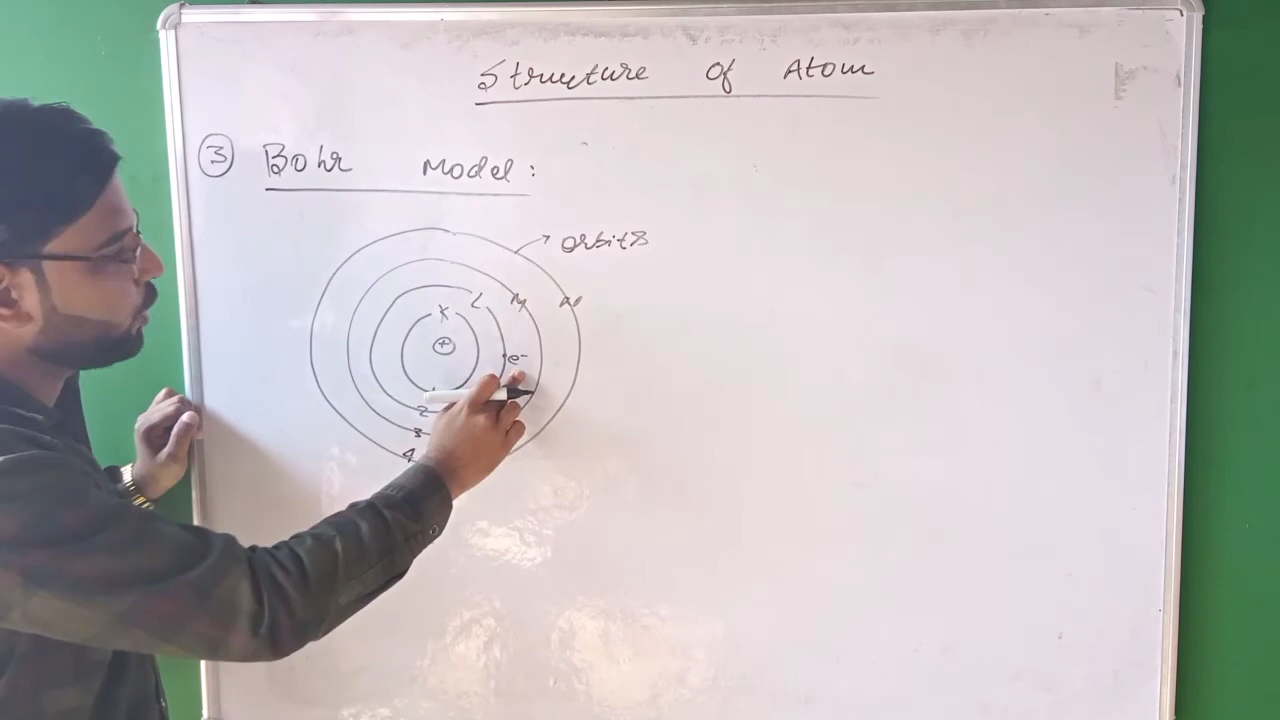 Structure Of Atom
③ Bohr Model:
orbits
K L M
+
e-
2
3
4